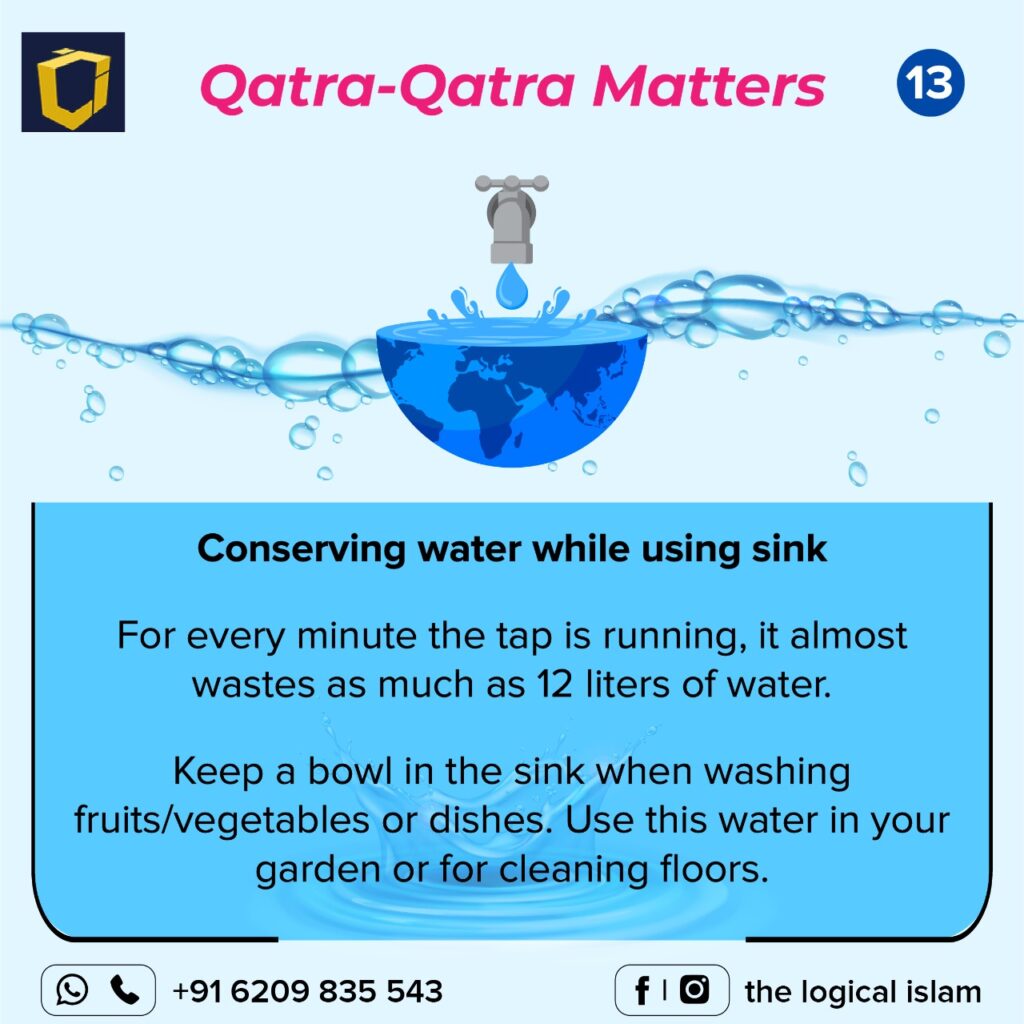 Qatra-Qatra Matters
13
Conserving water while using sink
For every minute the tap is running, it almost
wastes as much as 12 liters of water.
Keep a bowl in the sink when washing
fruits/vegetables or dishes. Use this water in your
garden or for cleaning floors.
+91 6209 835 543
the logical islam